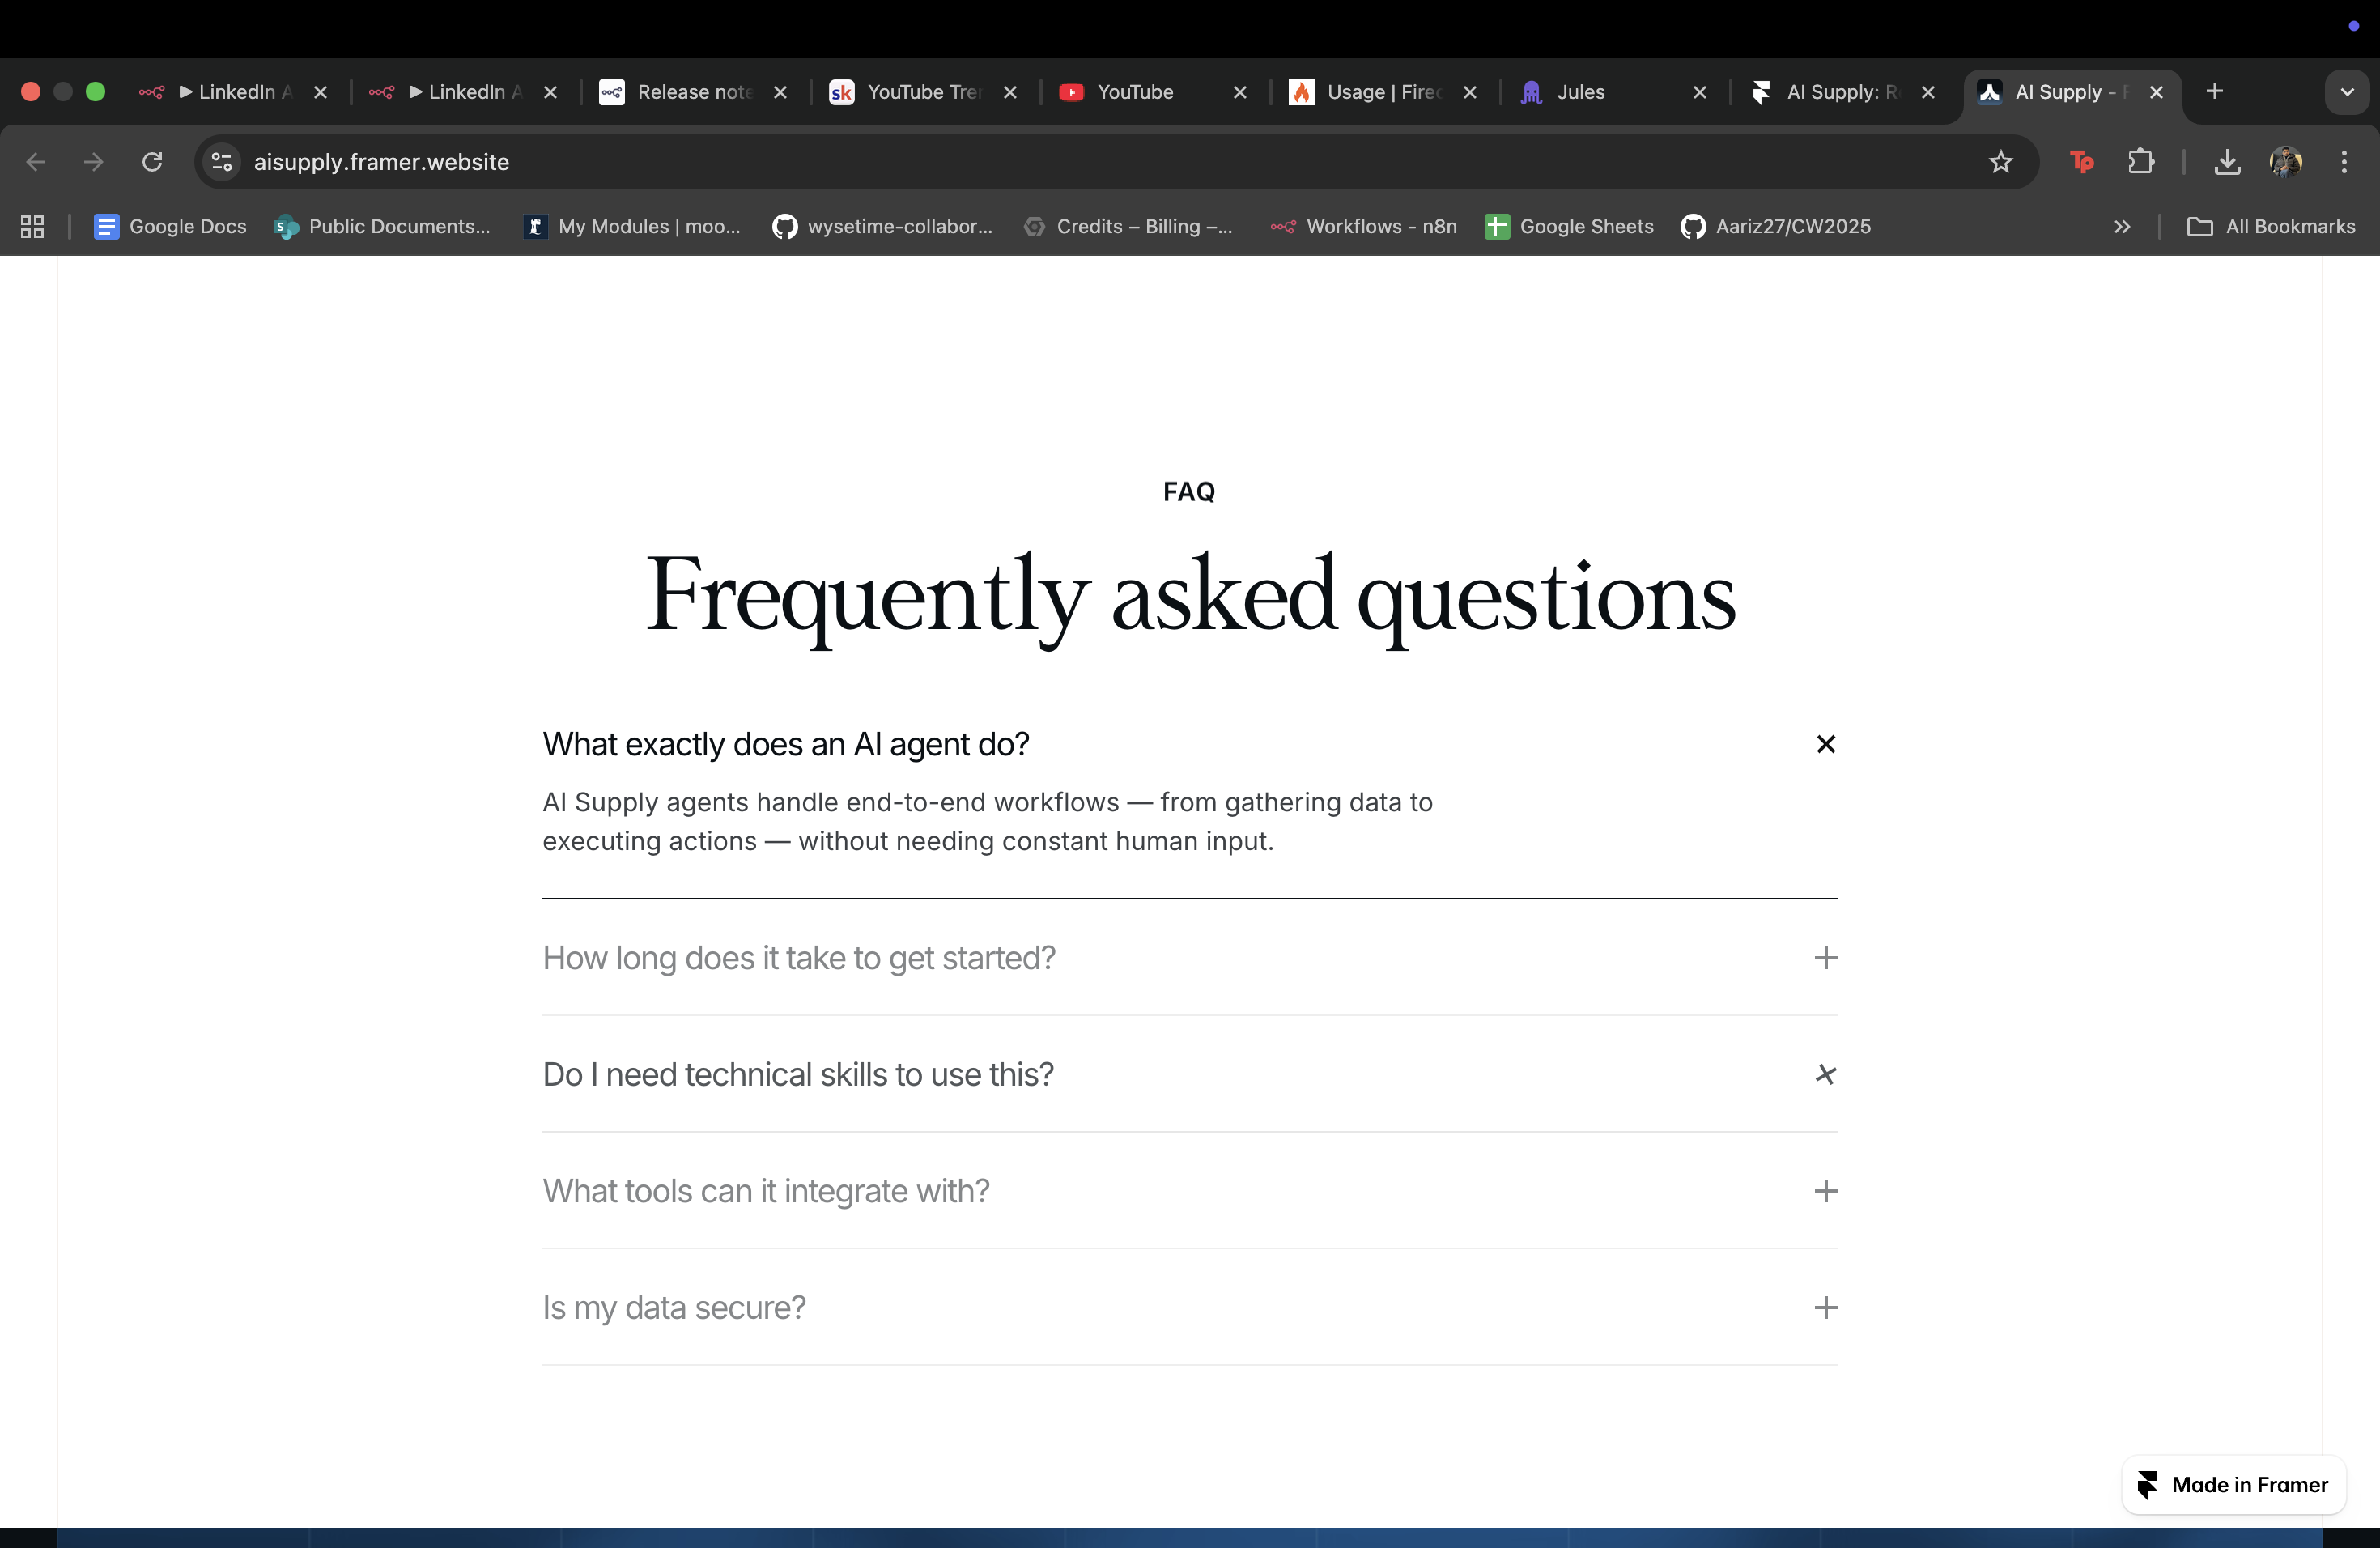 LinkedIn A
LinkedIn A
Release note
sk
YouTube Tre
YouTube
Usage | Firec
Jules
AI Supply: R
AI Supply -
aisupply.framer.website
Tp
Google Docs
Public Documents...
My Modules | moo...
wysetime-collabor...
Credits – Billing –...
Workflows - n8n
Google Sheets
Aariz27/CW2025
All Bookmarks
FAQ
Frequently asked questions
What exactly does an AI agent do?
AI Supply agents handle end-to-end workflows — from gathering data to
executing actions — without needing constant human input.
How long does it take to get started?
Do I need technical skills to use this?
What tools can it integrate with?
Is my data secure?
Made in Framer